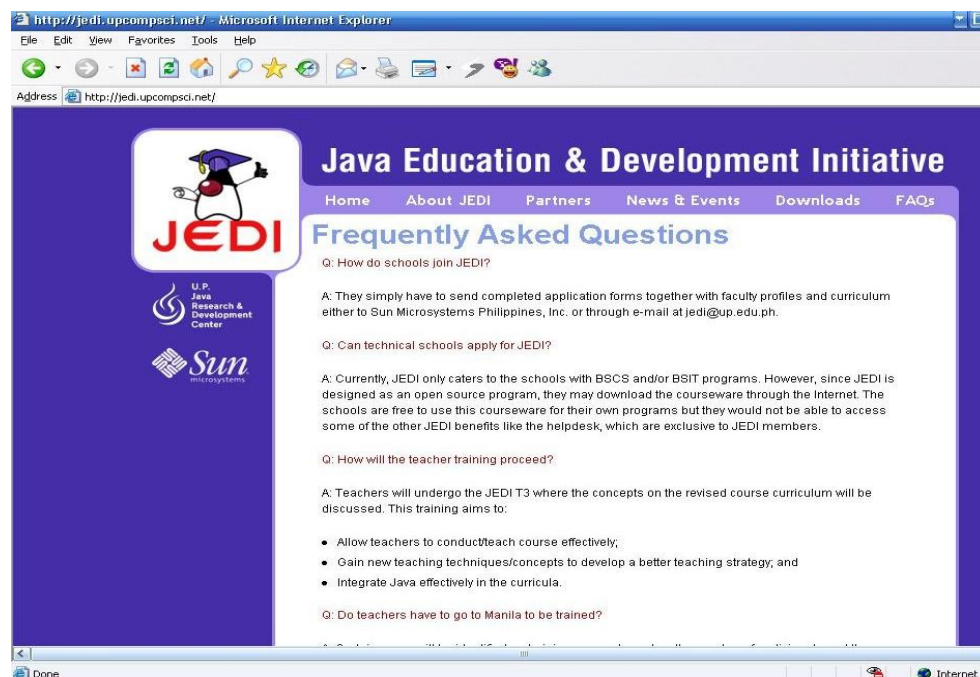 http://jedi.upcompsci.net/ - Microsoft Internet Explorer
File Edit View Favorites Tools Help
Address http://jedi.upcompsci.net/
JEDI
Java Education & Development Initiative
Home About JEDI Partners News & Events Downloads FAQs
U.P.
Java
Research &
Development
Center
Sun
microsystems
Frequently Asked Questions
Q: How do schools join JEDI?
A: They simply have to send completed application forms together with faculty profiles and curriculum
either to Sun Microsystems Philippines, Inc. or through e-mail at jedi@up.edu.ph.
Q: Can technical schools apply for JEDI?
A: Currently, JEDI only caters to the schools with BSCS and/or BSIT programs. However, since JEDI is
designed as an open source program, they may download the courseware through the Internet. The
schools are free to use this courseware for their own programs but they would not be able to access
some of the other JEDI benefits like the helpdesk, which are exclusive to JEDI members.
Q: How will the teacher training proceed?
A: Teachers will undergo the JEDI T3 where the concepts on the revised course curriculum will be
discussed. This training aims to:
• Allow teachers to conduct/teach course effectively;
• Gain new teaching techniques/concepts to develop a better teaching strategy; and
• Integrate Java effectively in the curricula.
Q: Do teachers have to go to Manila to be trained?
Done
Internet